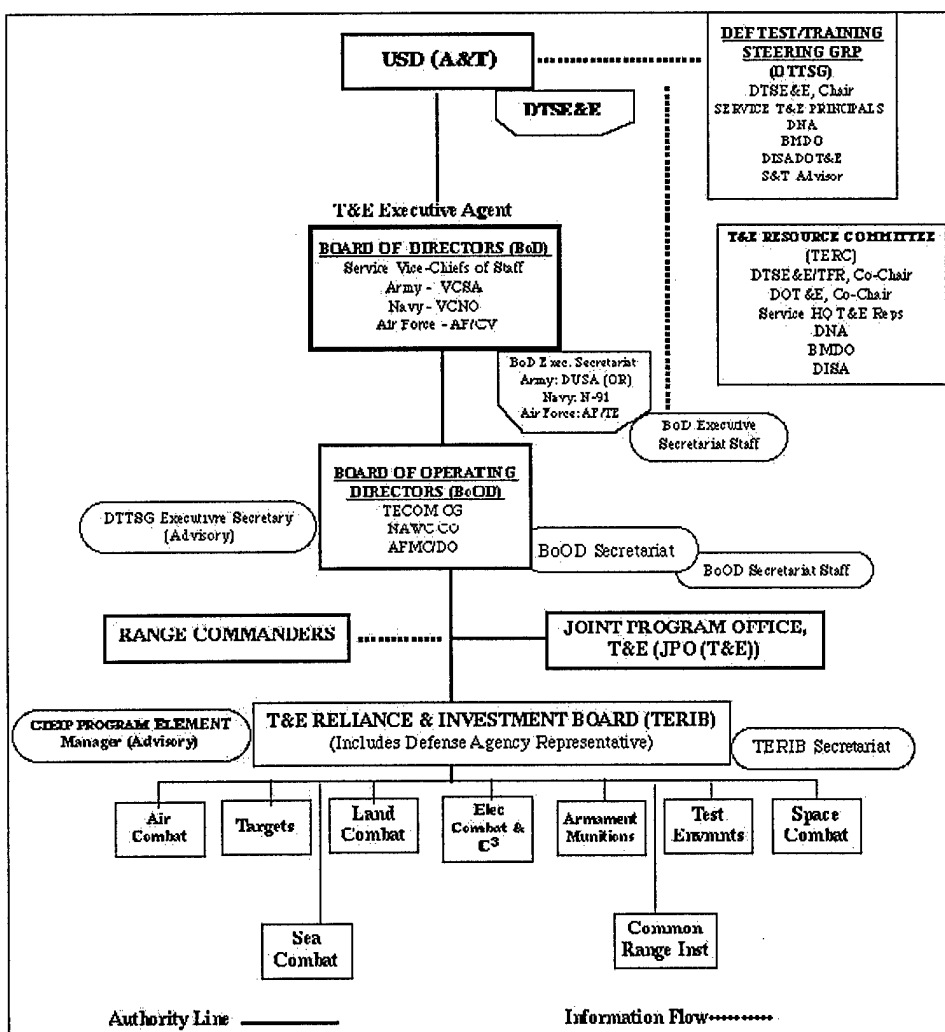 USD (A&T)
DTSE&E
DEF TEST/TRAINING
STEERING GRP
(DTTSG)
DTSE&E, Chair
SERVICE T&E PRINCIPALS
DNA
BMDO
DISADOT&E
S&T Advisor
T&E Executive Agent
BOARD OF DIRECTORS (BoD)
Service Vice-Chiefs of Staff
Army - VCSA
Navy - VCNO
Air Force - AF/CV
T&E RESOURCE COMMITTEE
(TERC)
DTSE&E/TFR, Co-Chair
DOT&E, Co-Chair
Service HQ T&E Reps
DNA
BMDO
DISA
BoD Exec. Secretariat
Army: DUSA (OR)
Navy: N-91
Air Force: AF/TE
BoD Executive
Secretariat Staff
BOARD OF OPERATING
DIRECTORS (BoOD)
TECOM CG
NAWC CO
AFMC/DO
DTTSG Executivre Secretary
(Advisory)
BoOD Secretariat
BoOD Secretariat Staff
RANGE COMMANDERS
JOINT PROGRAM OFFICE,
T&E (JPO (T&E))
CTEIP PROGRAM ELEMENT
Manager (Advisory)
T&E RELIANCE & INVESTMENT BOARD (TERIB)
(Includes Defense Agency Representative)
TERIB Secretariat
Air
Combat
Targets
Land
Combat
Elec
Combat &
C³
Armament
Munitions
Test
Envmnts
Space
Combat
Sea
Combat
Common
Range Inst
Authority Line
Information Flow